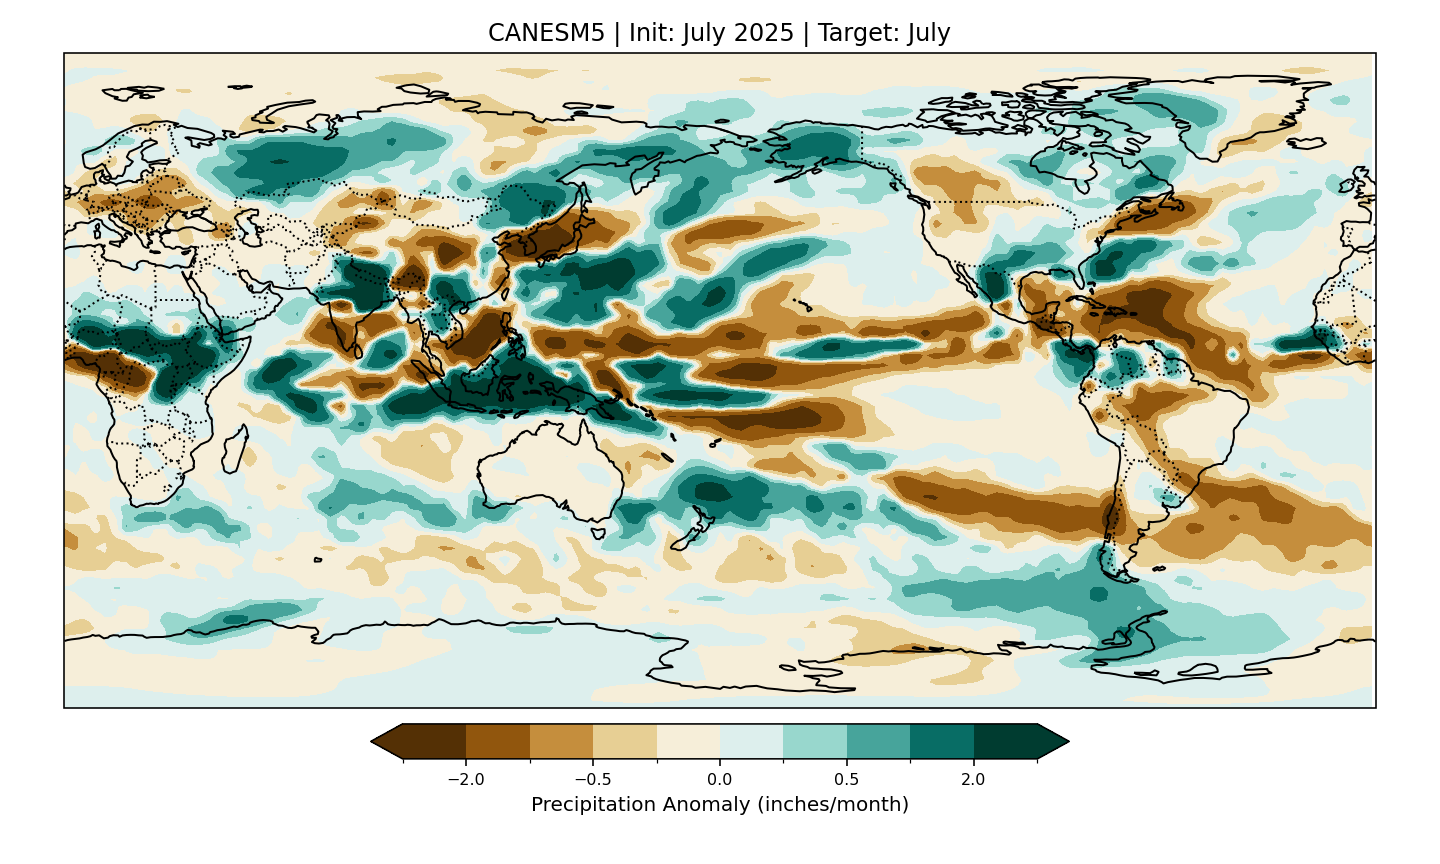 CANESM5 | Init: July 2025 | Target: July
−2.0 −0.5 0.0 0.5 2.0
Precipitation Anomaly (inches/month)